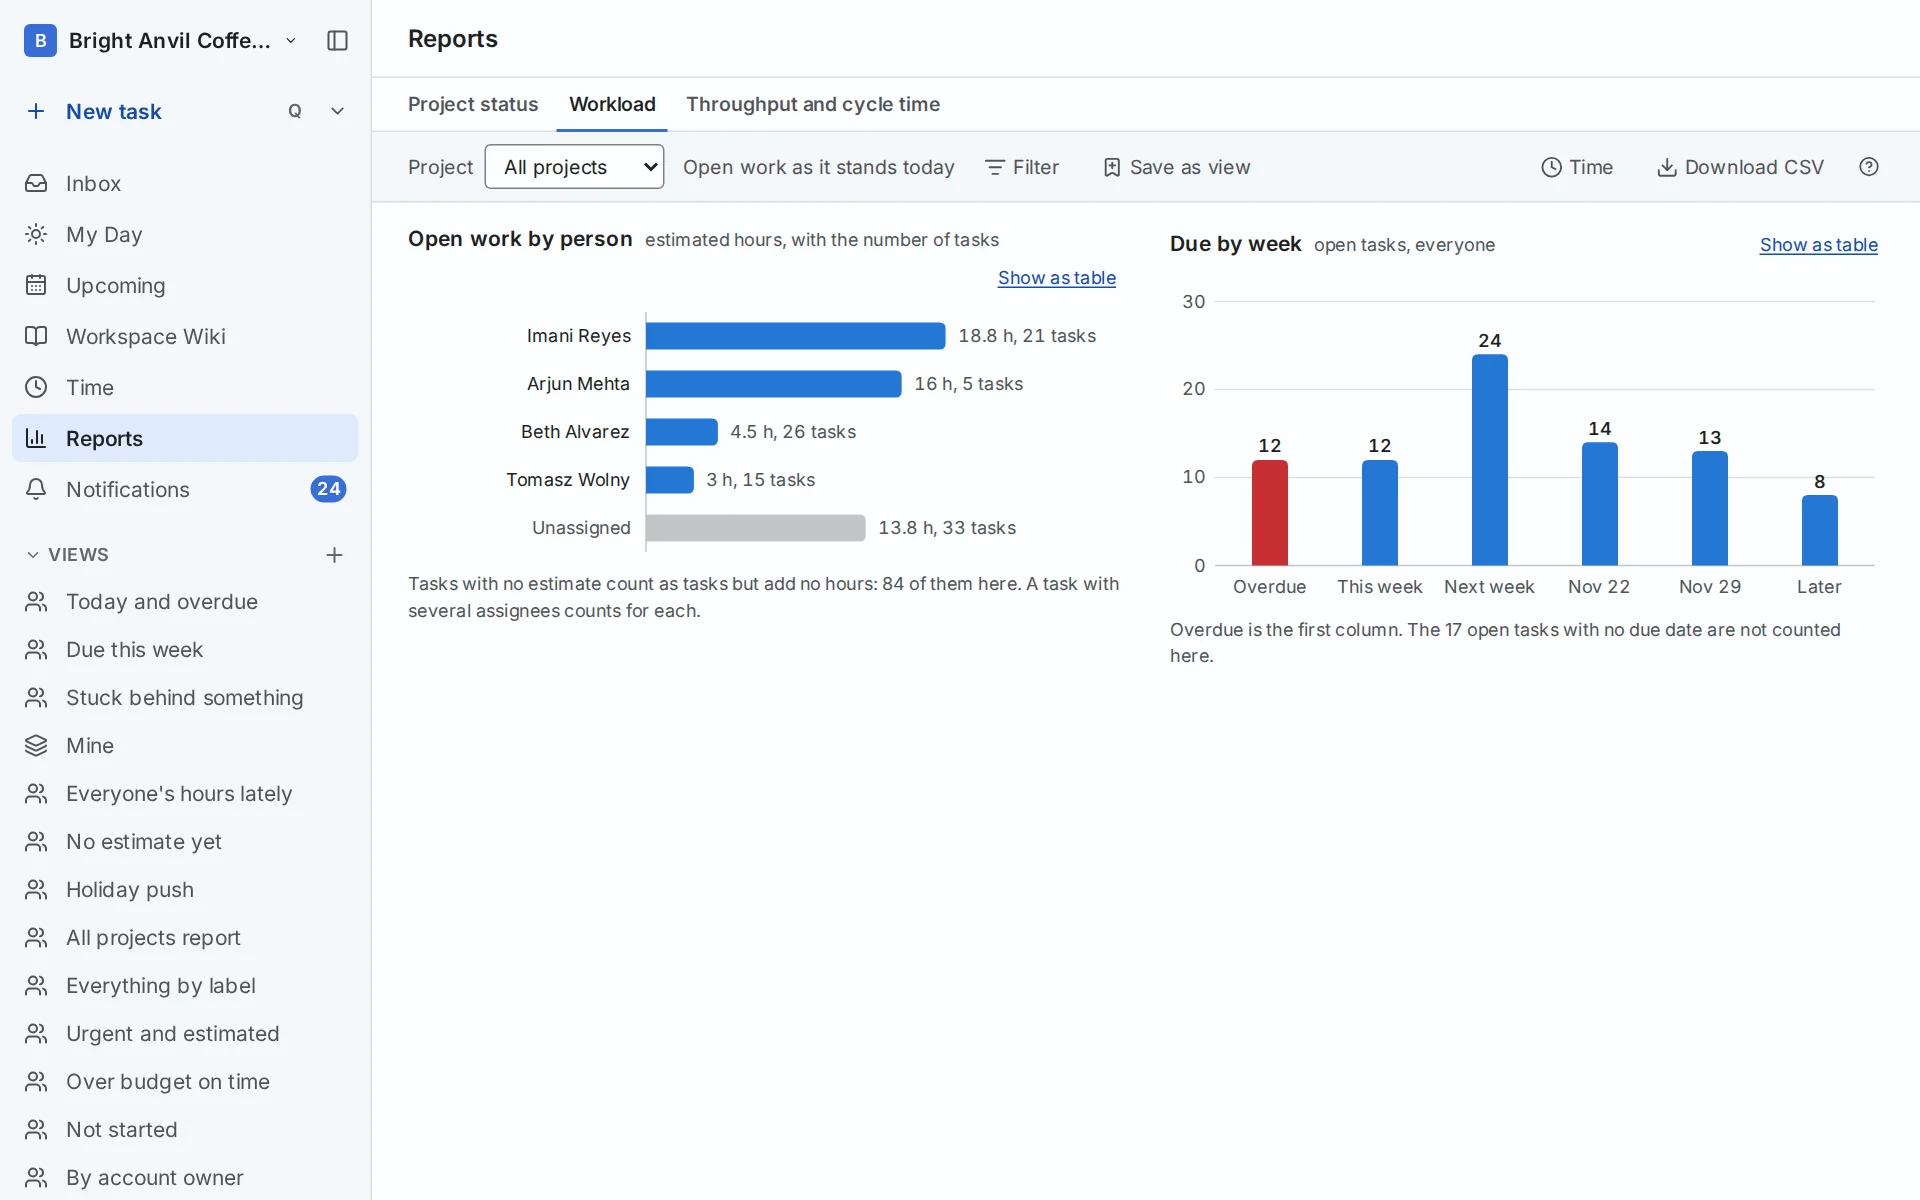 B Bright Anvil Coffe...
New task Q
Inbox
My Day
Upcoming
Workspace Wiki
Time
Reports
Notifications 24
VIEWS
Today and overdue
Due this week
Stuck behind something
Mine
Everyone's hours lately
No estimate yet
Holiday push
All projects report
Everything by label
Urgent and estimated
Over budget on time
Not started
By account owner
Reports
Project status Workload Throughput and cycle time
Project All projects Open work as it stands today Filter Save as view Time Download CSV
Open work by person estimated hours, with the number of tasks
Show as table
Imani Reyes 18.8 h, 21 tasks
Arjun Mehta 16 h, 5 tasks
Beth Alvarez 4.5 h, 26 tasks
Tomasz Wolny 3 h, 15 tasks
Unassigned 13.8 h, 33 tasks
Tasks with no estimate count as tasks but add no hours: 84 of them here. A task with
several assignees counts for each.
Due by week open tasks, everyone Show as table
30
20
10
0
12 12 24 14 13 8
Overdue This week Next week Nov 22 Nov 29 Later
Overdue is the first column. The 17 open tasks with no due date are not counted
here.